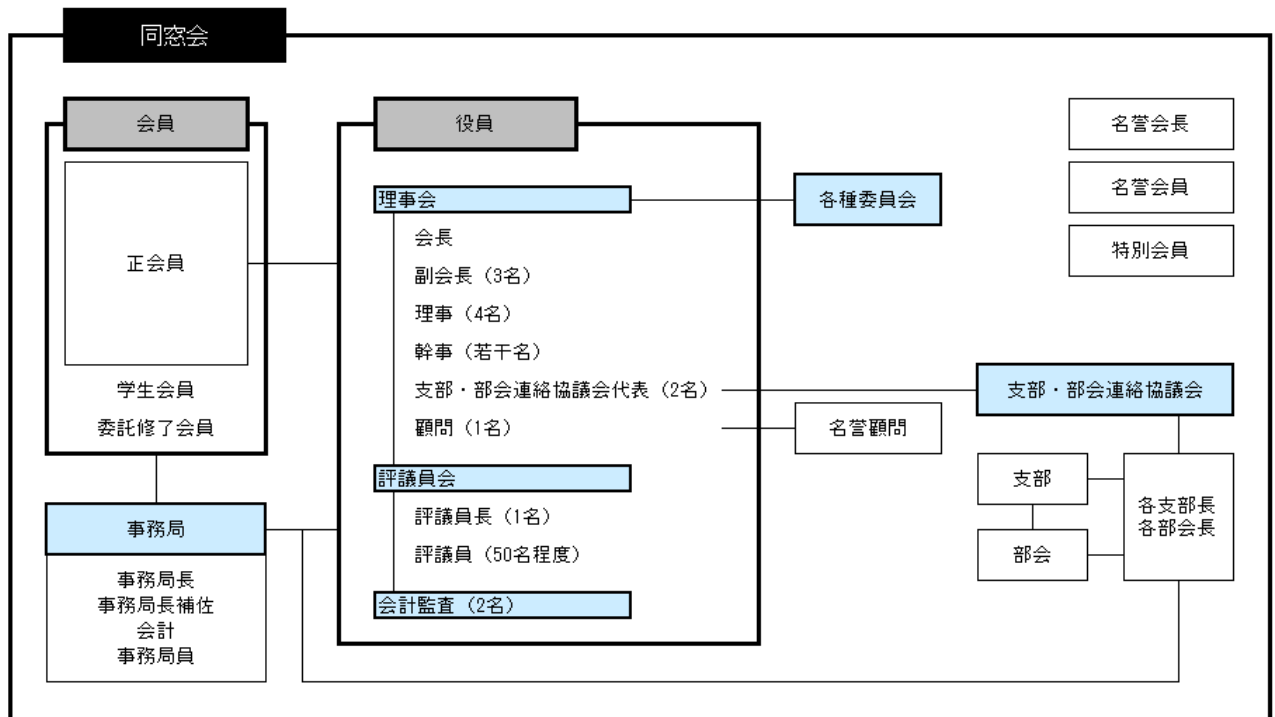 同窓会
会員
正会員
学生会員
委託修了会員
事務局
事務局長
事務局長補佐
会計
事務局員
役員
理事会
会長
副会長（3名）
理事（4名）
幹事（若干名）
支部・部会連絡協議会代表（2名）
顧問（1名）
評議員会
評議員長（1名）
評議員（50名程度）
会計監査（2名）
各種委員会
名誉顧問
名誉会長
名誉会員
特別会員
支部・部会連絡協議会
支部
部会
各支部長
各部会長